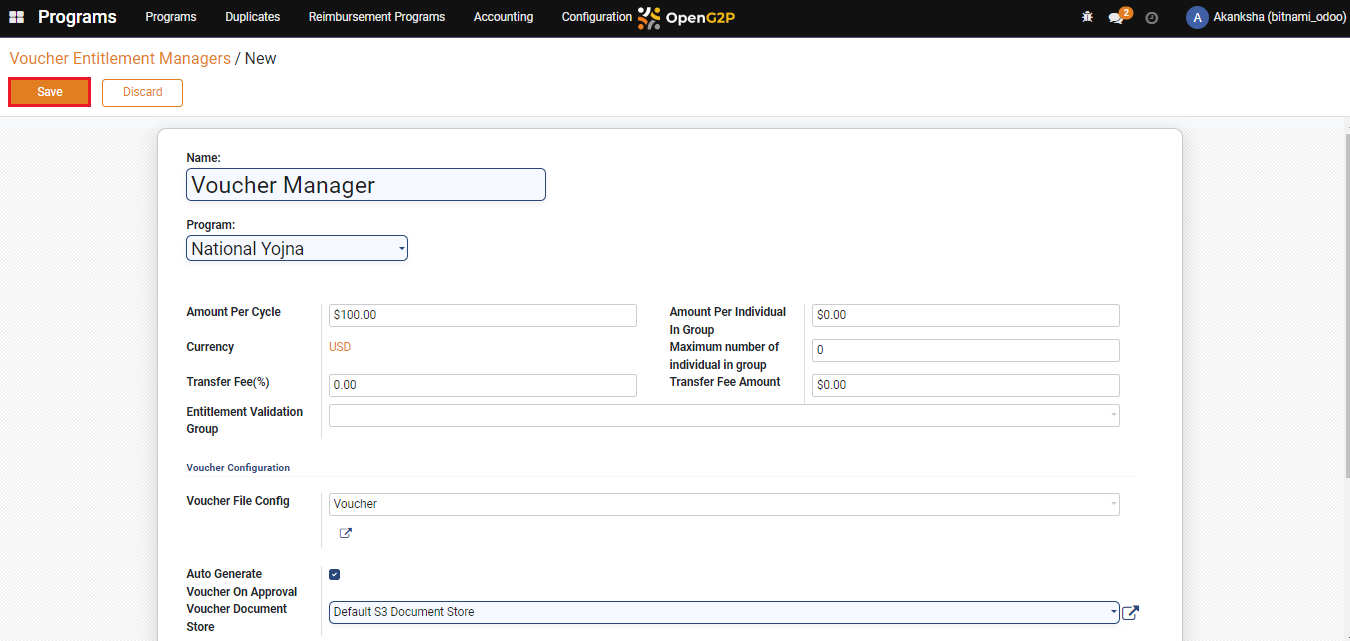 Programs Programs Duplicates Reimbursement Programs Accounting Configuration OpenG2P 2 A Akanksha (bitnami_odoo)
Voucher Entitlement Managers / New
Save Discard
Name:
Voucher Manager
Program:
National Yojna
Amount Per Cycle $100.00
Amount Per Individual In Group $0.00
Currency USD
Maximum number of individual in group 0
Transfer Fee(%) 0.00
Transfer Fee Amount $0.00
Entitlement Validation
Group
Voucher Configuration
Voucher File Config Voucher
Auto Generate
Voucher On Approval
Voucher Document
Store
Default S3 Document Store